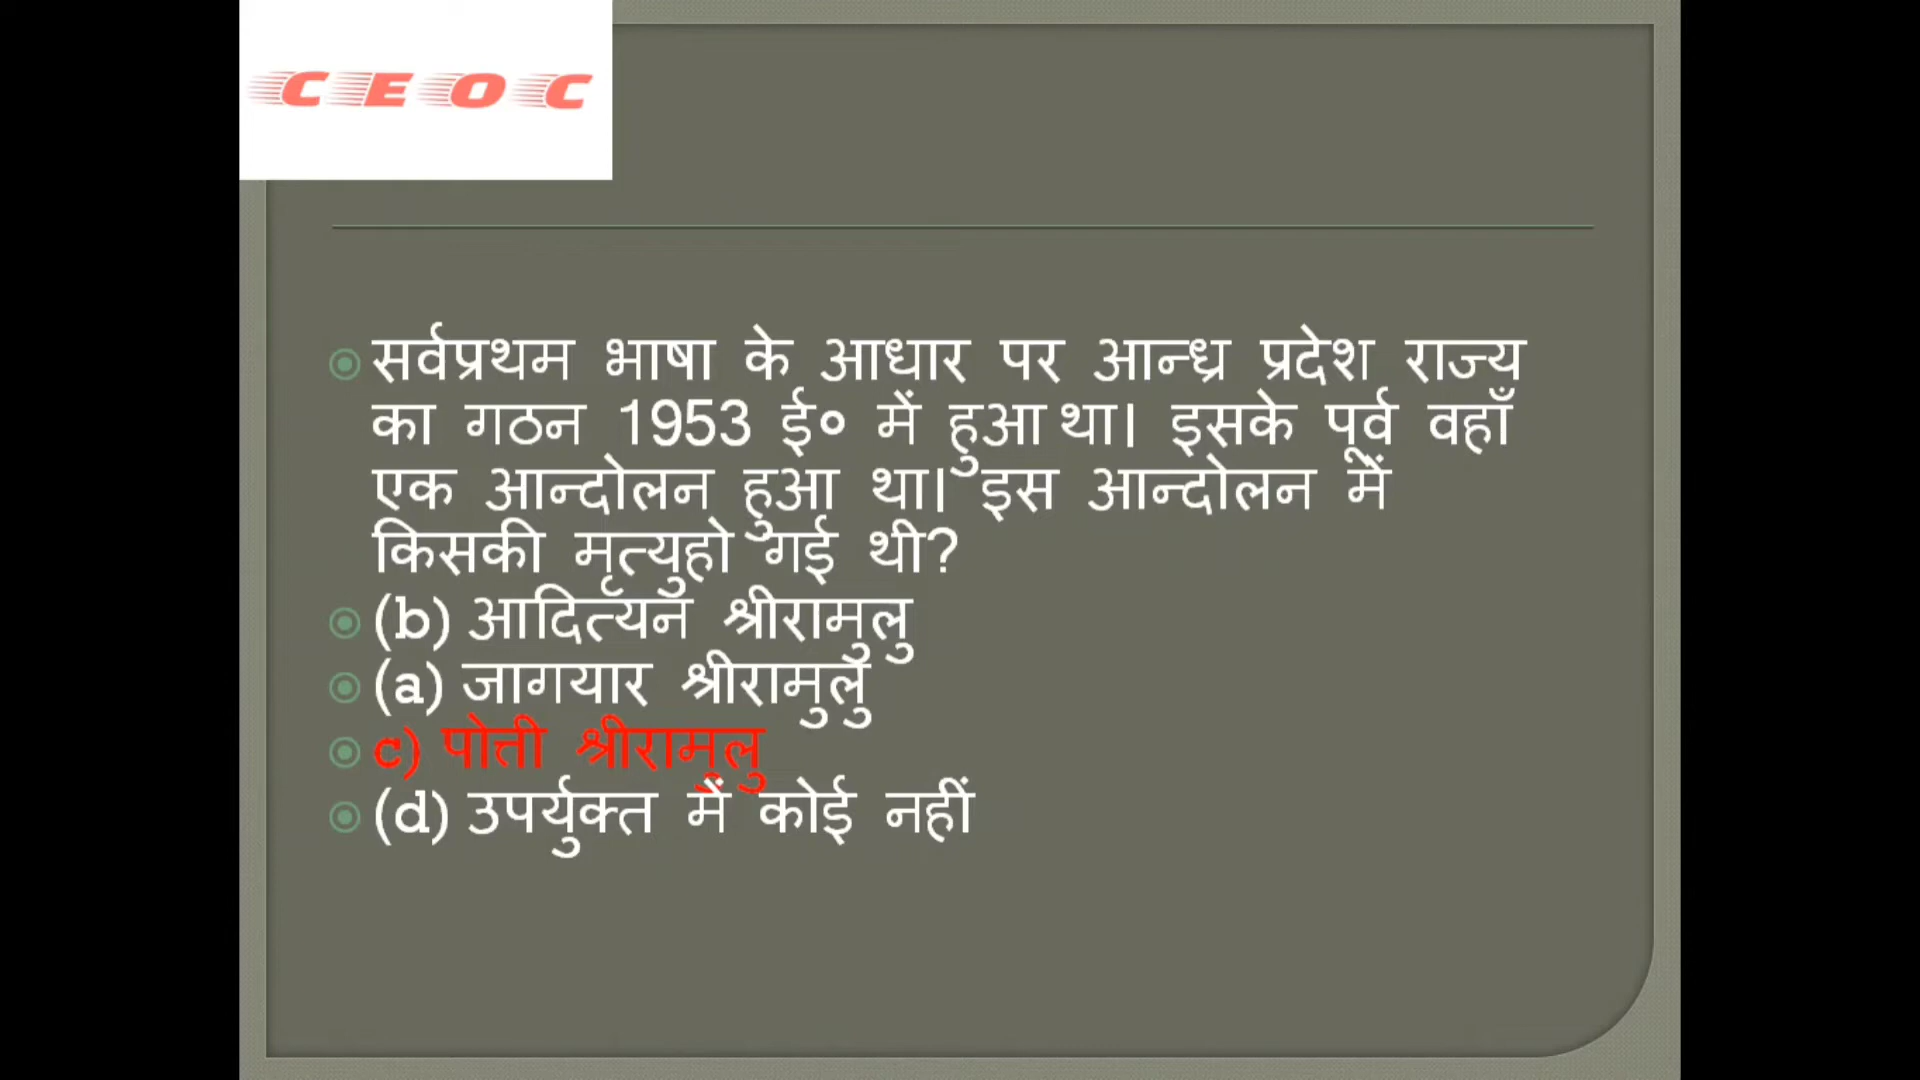 CEOC
सर्वप्रथम भाषा के आधार पर आन्ध्र प्रदेश राज्य
का गठन 1953 ई० में हुआ था। इसके पूर्व वहाँ
एक आन्दोलन हुआ था। इस आन्दोलन में
किसकी मृत्युहो गई थी?
(b) आदित्यन श्रीरामुलु
(a) जागयार श्रीरामुलु
c) पोत्ती श्रीरामुलु
(d) उपर्युक्त में कोई नहीं